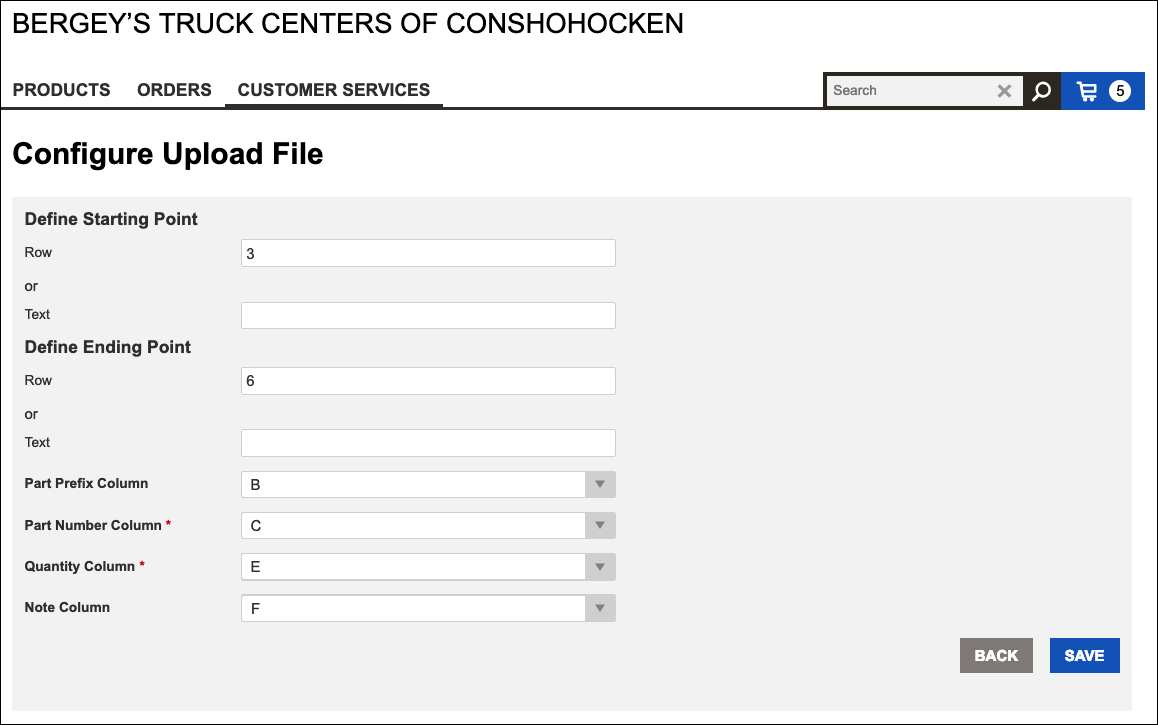 BERGEY’S TRUCK CENTERS OF CONSHOHOCKEN
PRODUCTS ORDERS CUSTOMER SERVICES Search 5
Configure Upload File
Define Starting Point
Row 3
or
Text
Define Ending Point
Row 6
or
Text
Part Prefix Column B
Part Number Column * C
Quantity Column * E
Note Column F
BACK SAVE